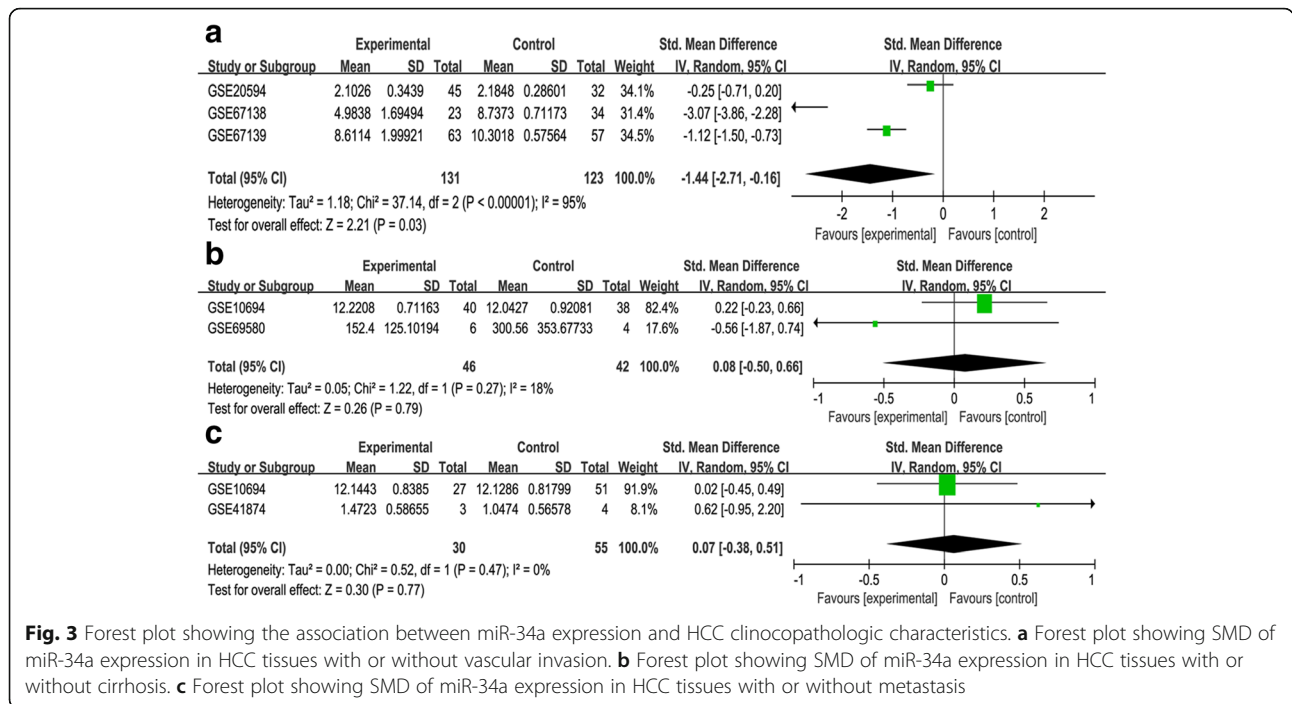 a
Experimental Control Std. Mean Difference Std. Mean Difference
Study or Subgroup Mean SD Total Mean SD Total Weight IV, Random, 95% CI IV, Random, 95% CI
GSE20594 2.1026 0.3439 45 2.1848 0.28601 32 34.1% -0.25 [-0.71, 0.20]
GSE67138 4.9838 1.69494 23 8.7373 0.71173 34 31.4% -3.07 [-3.86, -2.28]
GSE67139 8.6114 1.99921 63 10.3018 0.57564 57 34.5% -1.12 [-1.50, -0.73]
Total (95% CI) 131 123 100.0% -1.44 [-2.71, -0.16]
Heterogeneity: Tau² = 1.18; Chi² = 37.14, df = 2 (P < 0.00001); I² = 95%
Test for overall effect: Z = 2.21 (P = 0.03)
-2 -1 0 1 2
Favours [experimental] Favours [control]
b
Experimental Control Std. Mean Difference Std. Mean Difference
Study or Subgroup Mean SD Total Mean SD Total Weight IV, Random, 95% CI IV, Random, 95% CI
GSE10694 12.2208 0.71163 40 12.0427 0.92081 38 82.4% 0.22 [-0.23, 0.66]
GSE69580 152.4 125.10194 6 300.56 353.67733 4 17.6% -0.56 [-1.87, 0.74]
Total (95% CI) 46 42 100.0% 0.08 [-0.50, 0.66]
Heterogeneity: Tau² = 0.05; Chi² = 1.22, df = 1 (P = 0.27); I² = 18%
Test for overall effect: Z = 0.26 (P = 0.79)
-1 -0.5 0 0.5 1
Favours [experimental] Favours [control]
c
Experimental Control Std. Mean Difference Std. Mean Difference
Study or Subgroup Mean SD Total Mean SD Total Weight IV, Random, 95% CI IV, Random, 95% CI
GSE10694 12.1443 0.8385 27 12.1286 0.81799 51 91.9% 0.02 [-0.45, 0.49]
GSE41874 1.4723 0.58655 3 1.0474 0.56578 4 8.1% 0.62 [-0.95, 2.20]
Total (95% CI) 30 55 100.0% 0.07 [-0.38, 0.51]
Heterogeneity: Tau² = 0.00; Chi² = 0.52, df = 1 (P = 0.47); I² = 0%
Test for overall effect: Z = 0.30 (P = 0.77)
-1 -0.5 0 0.5 1
Favours [experimental] Favours [control]
Fig. 3 Forest plot showing the association between miR-34a expression and HCC clinocopathologic characteristics. a Forest plot showing SMD of
miR-34a expression in HCC tissues with or without vascular invasion. b Forest plot showing SMD of miR-34a expression in HCC tissues with or
without cirrhosis. c Forest plot showing SMD of miR-34a expression in HCC tissues with or without metastasis